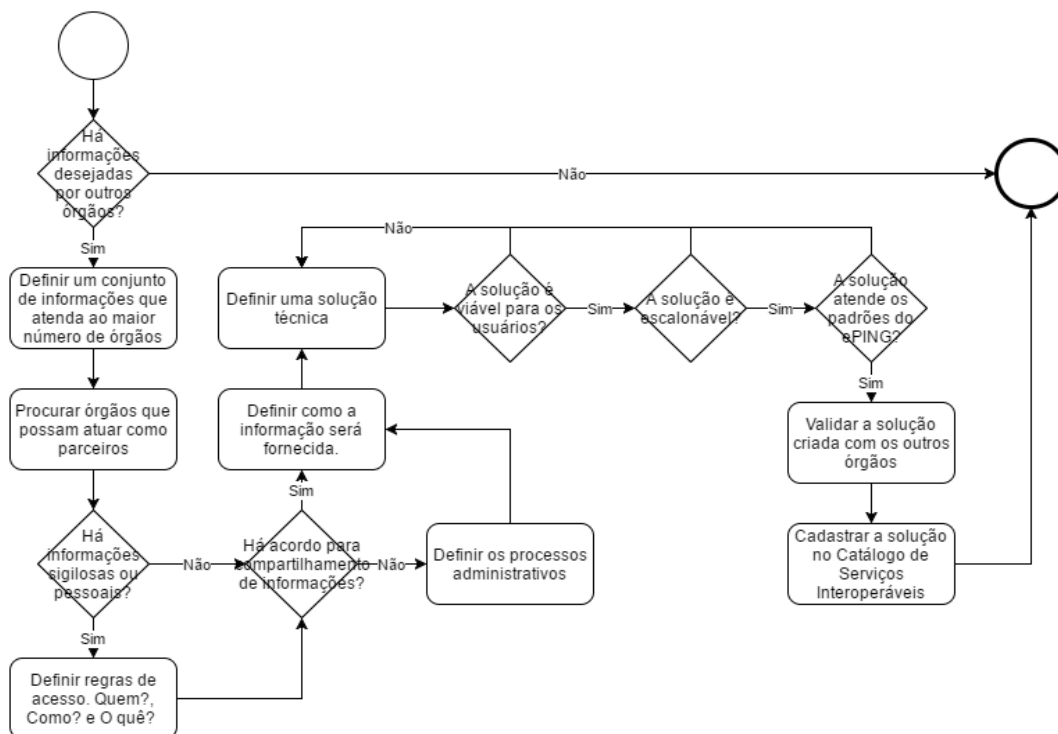 Há
informações
desejadas
por outros
órgãos?
Não
Sim
Definir um conjunto
de informações que
atenda ao maior
número de órgãos
Procurar órgãos que
possam atuar como
parceiros
Há
informações
sigilosas ou
pessoais?
Não
Sim
Definir regras de
acesso. Quem?,
Como? e O quê?
Há acordo para
compartilhamento
de informações?
Sim
Não
Definir os processos
administrativos
Definir como a
informação será
fornecida.
Definir uma solução
técnica
Não
A solução é
viável para os
usuários?
Sim
A solução é
escalonável?
Sim
A solução
atende os
padrões do
ePING?
Sim
Validar a solução
criada com os outros
órgãos
Cadastrar a solução
no Catálogo de
Serviços
Interoperáveis